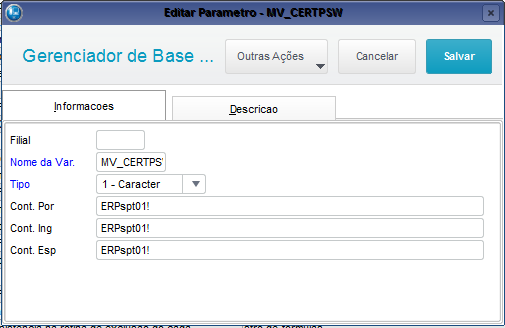 Editar Parametro - MV_CERTPSW
Gerenciador de Base ...
Outras Ações
Cancelar
Salvar
Informacoes
Descricao
Filial
Nome da Var. MV_CERTPS
Tipo 1 - Caracter
Cont. Por ERPspt01!
Cont. Ing ERPspt01!
Cont. Esp ERPspt01!